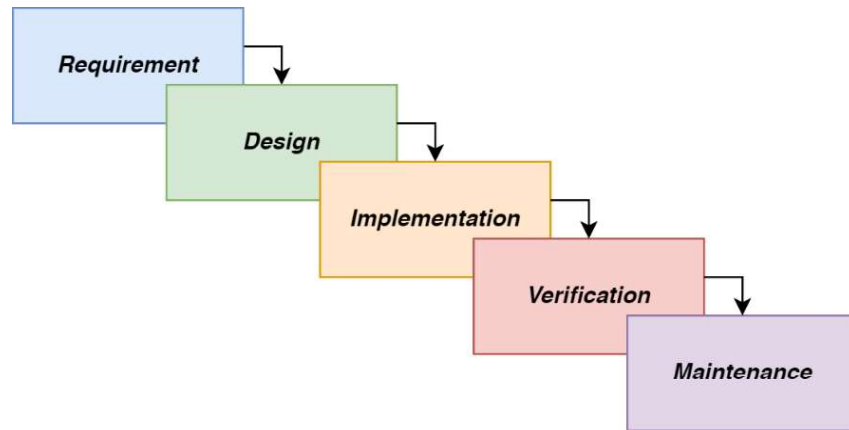 Requirement
Design
Implementation
Verification
Maintenance